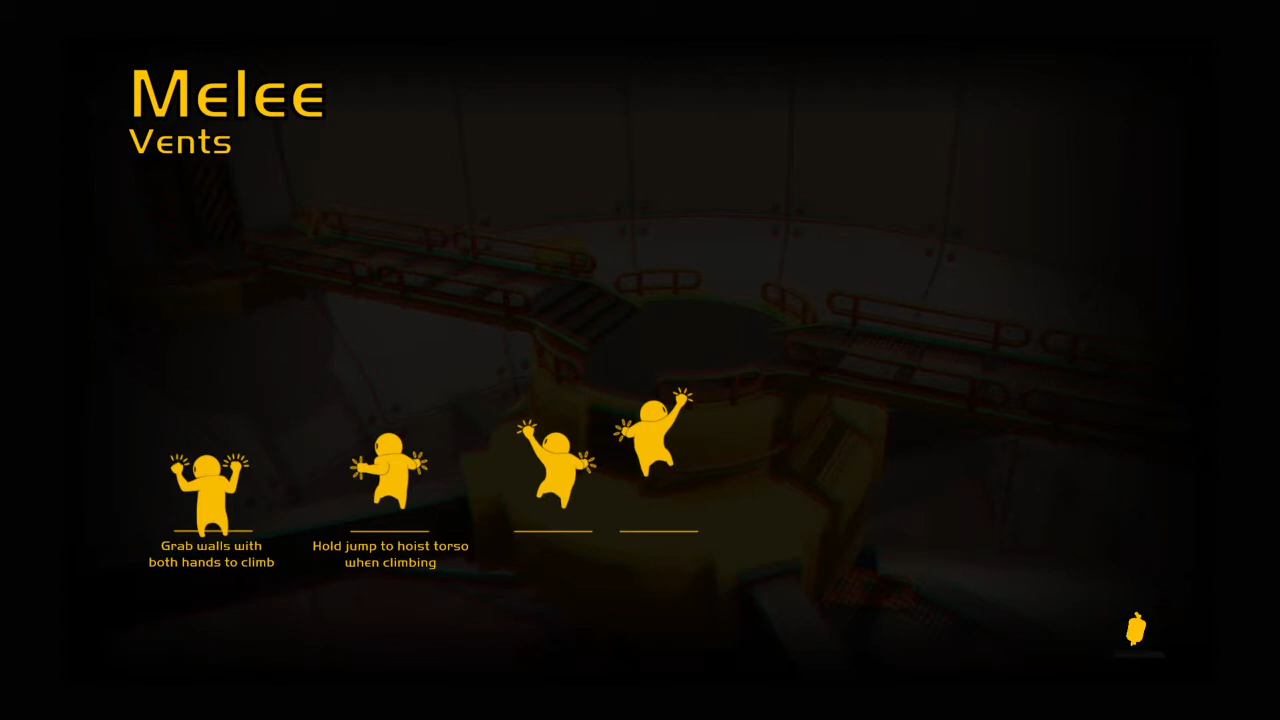 Melee
Vents
Grab walls with
both hands to climb
Hold jump to hoist torso
when climbing